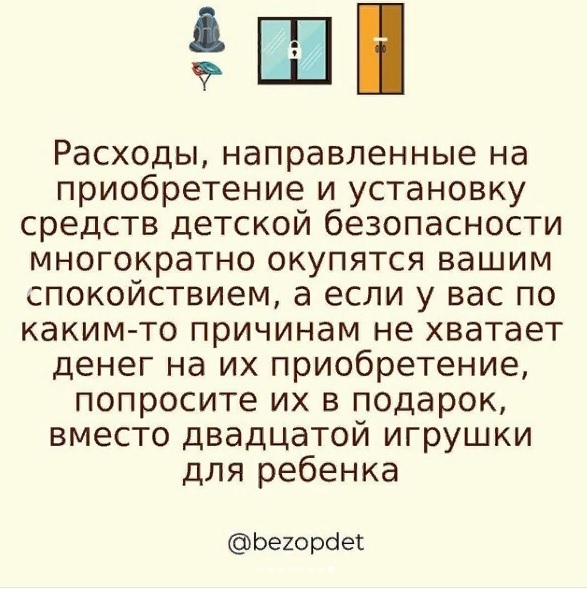 Расходы, направленные на
приобретение и установку
средств детской безопасности
многократно окупятся вашим
спокойствием, а если у вас по
каким-то причинам не хватает
денег на их приобретение,
попросите их в подарок,
вместо двадцатой игрушки
для ребенка
@bezopdet